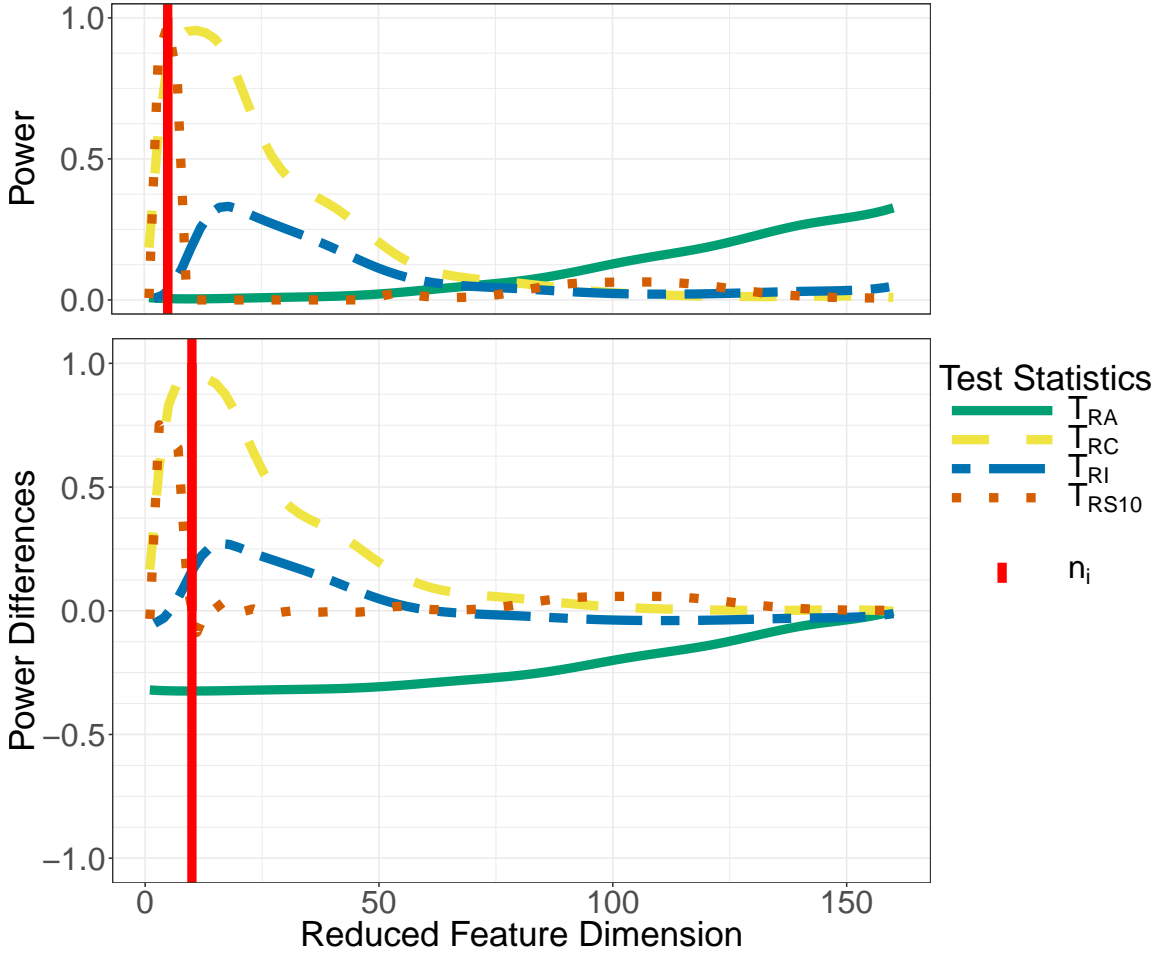 1.0
0.5
0.0
Power
1.0
0.5
0.0
−0.5
−1.0
Power Differences
0
50
100
150
Reduced Feature Dimension
Test Statistics
T_RA
T_RC
T_RI
T_RS10
n_i